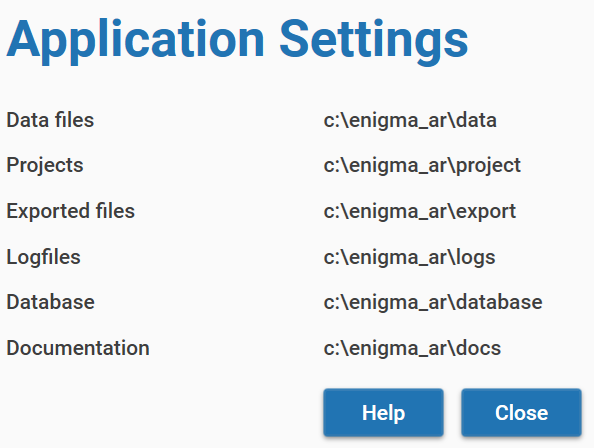 Application Settings
Data files c:\enigma_ar\data
Projects c:\enigma_ar\project
Exported files c:\enigma_ar\export
Logfiles c:\enigma_ar\logs
Database c:\enigma_ar\database
Documentation c:\enigma_ar\docs
Help Close